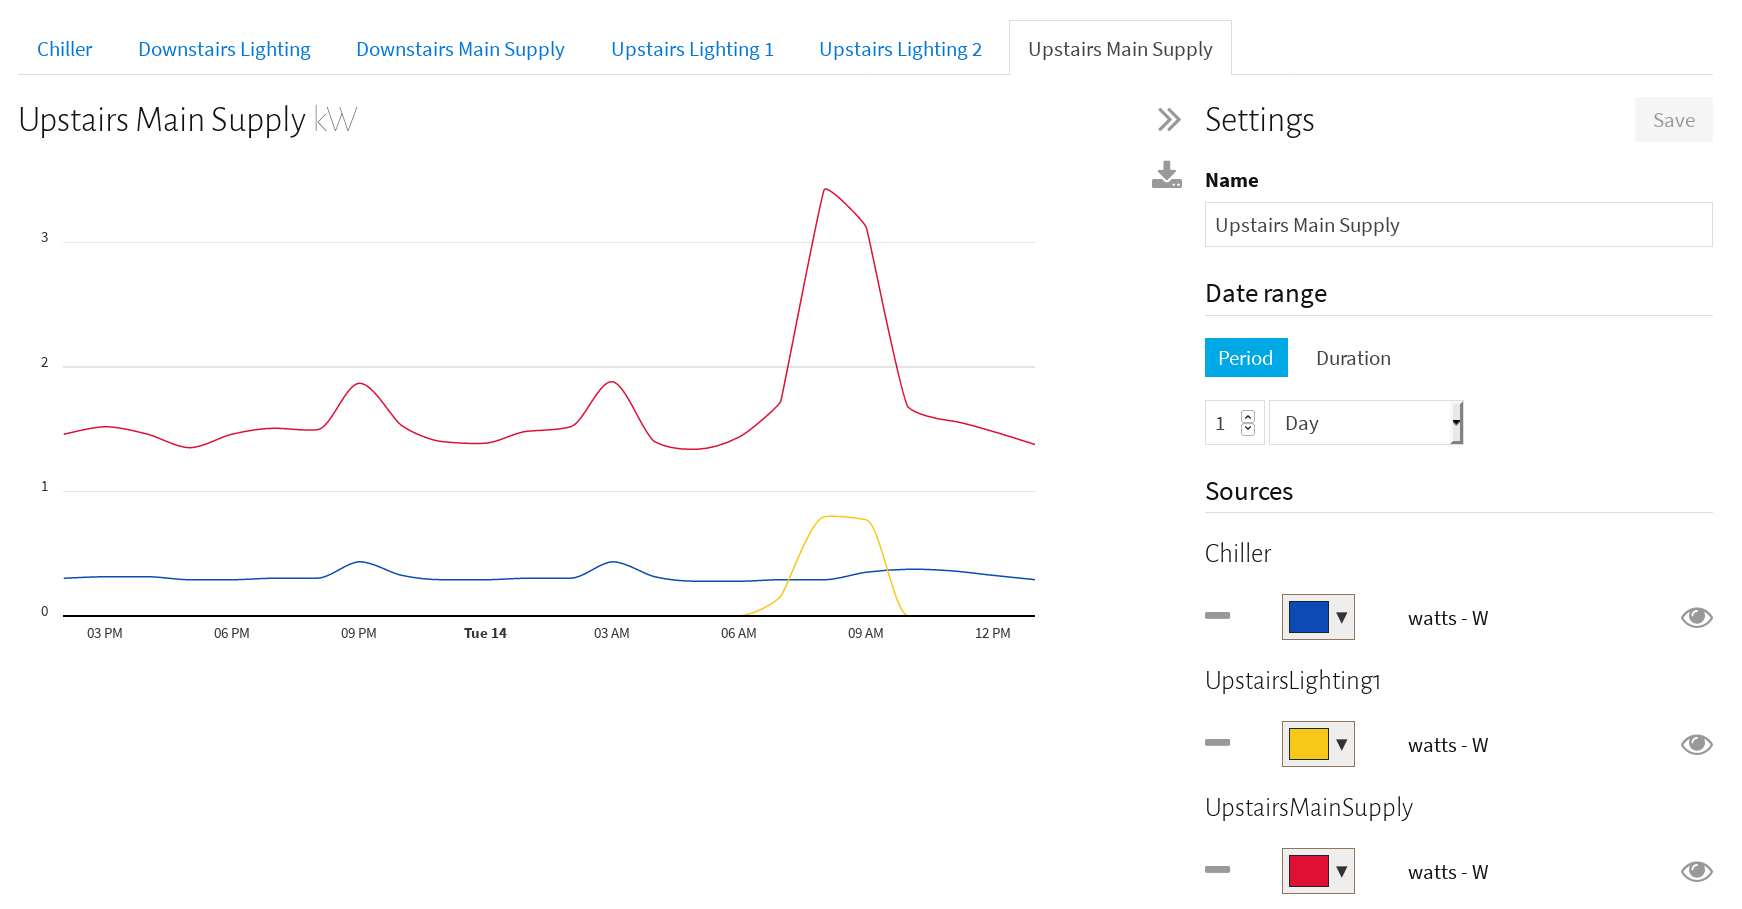 Chiller Downstairs Lighting Downstairs Main Supply Upstairs Lighting 1 Upstairs Lighting 2 Upstairs Main Supply
Upstairs Main Supply kW
3
2
1
0
03 PM 06 PM 09 PM Tue 14 03 AM 06 AM 09 AM 12 PM
Settings Save
Name
Upstairs Main Supply
Date range
Period Duration
1 Day
Sources
Chiller
watts - W
UpstairsLighting1
watts - W
UpstairsMainSupply
watts - W